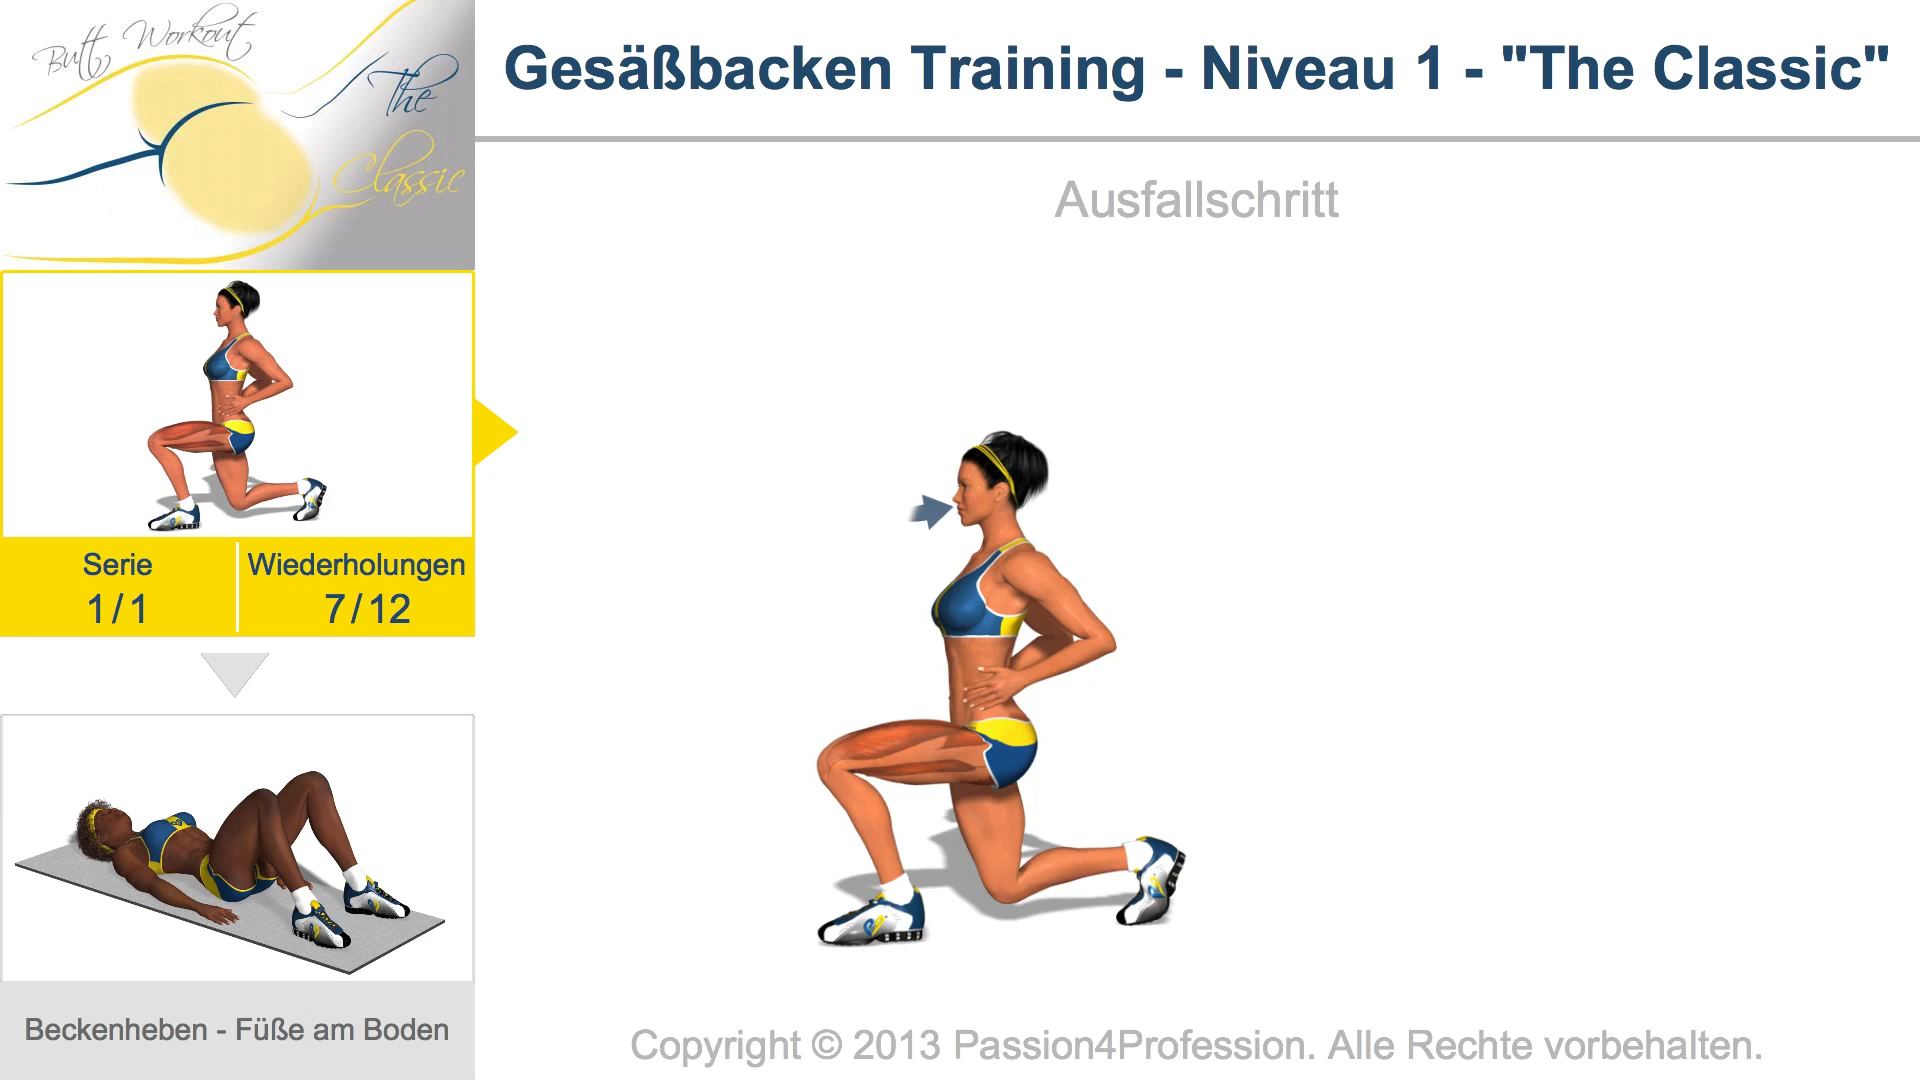 Butt Workout
The
Classic
Gesäßbacken Training - Niveau 1 - "The Classic"
Ausfallschritt
Serie
1/1
Wiederholungen
7/12
Beckenheben - Füße am Boden
Copyright © 2013 Passion4Profession. Alle Rechte vorbehalten.